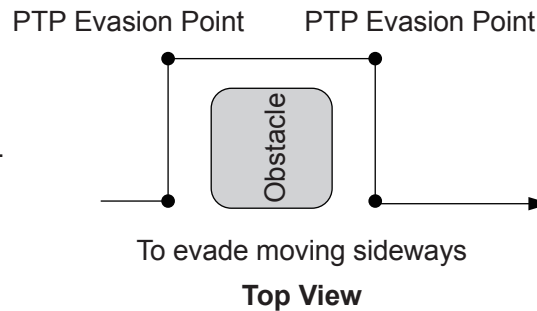 PTP Evasion Point PTP Evasion Point
Obstacle
To evade moving sideways
Top View